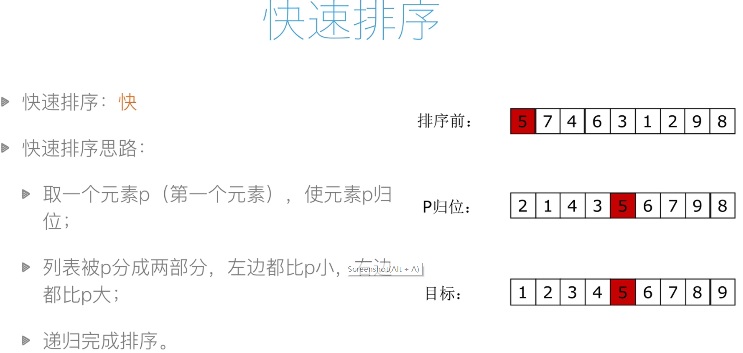 快速排序
快速排序：快
快速排序思路：
取一个元素p（第一个元素），使元素p归
位；
列表被p分成两部分，左边都比p小，右边
都比p大；
递归完成排序。
排序前：
5 7 4 6 3 1 2 9 8
P归位：
2 1 4 3 5 6 7 9 8
目标：
1 2 3 4 5 6 7 8 9
Screenshot(Alt + A)